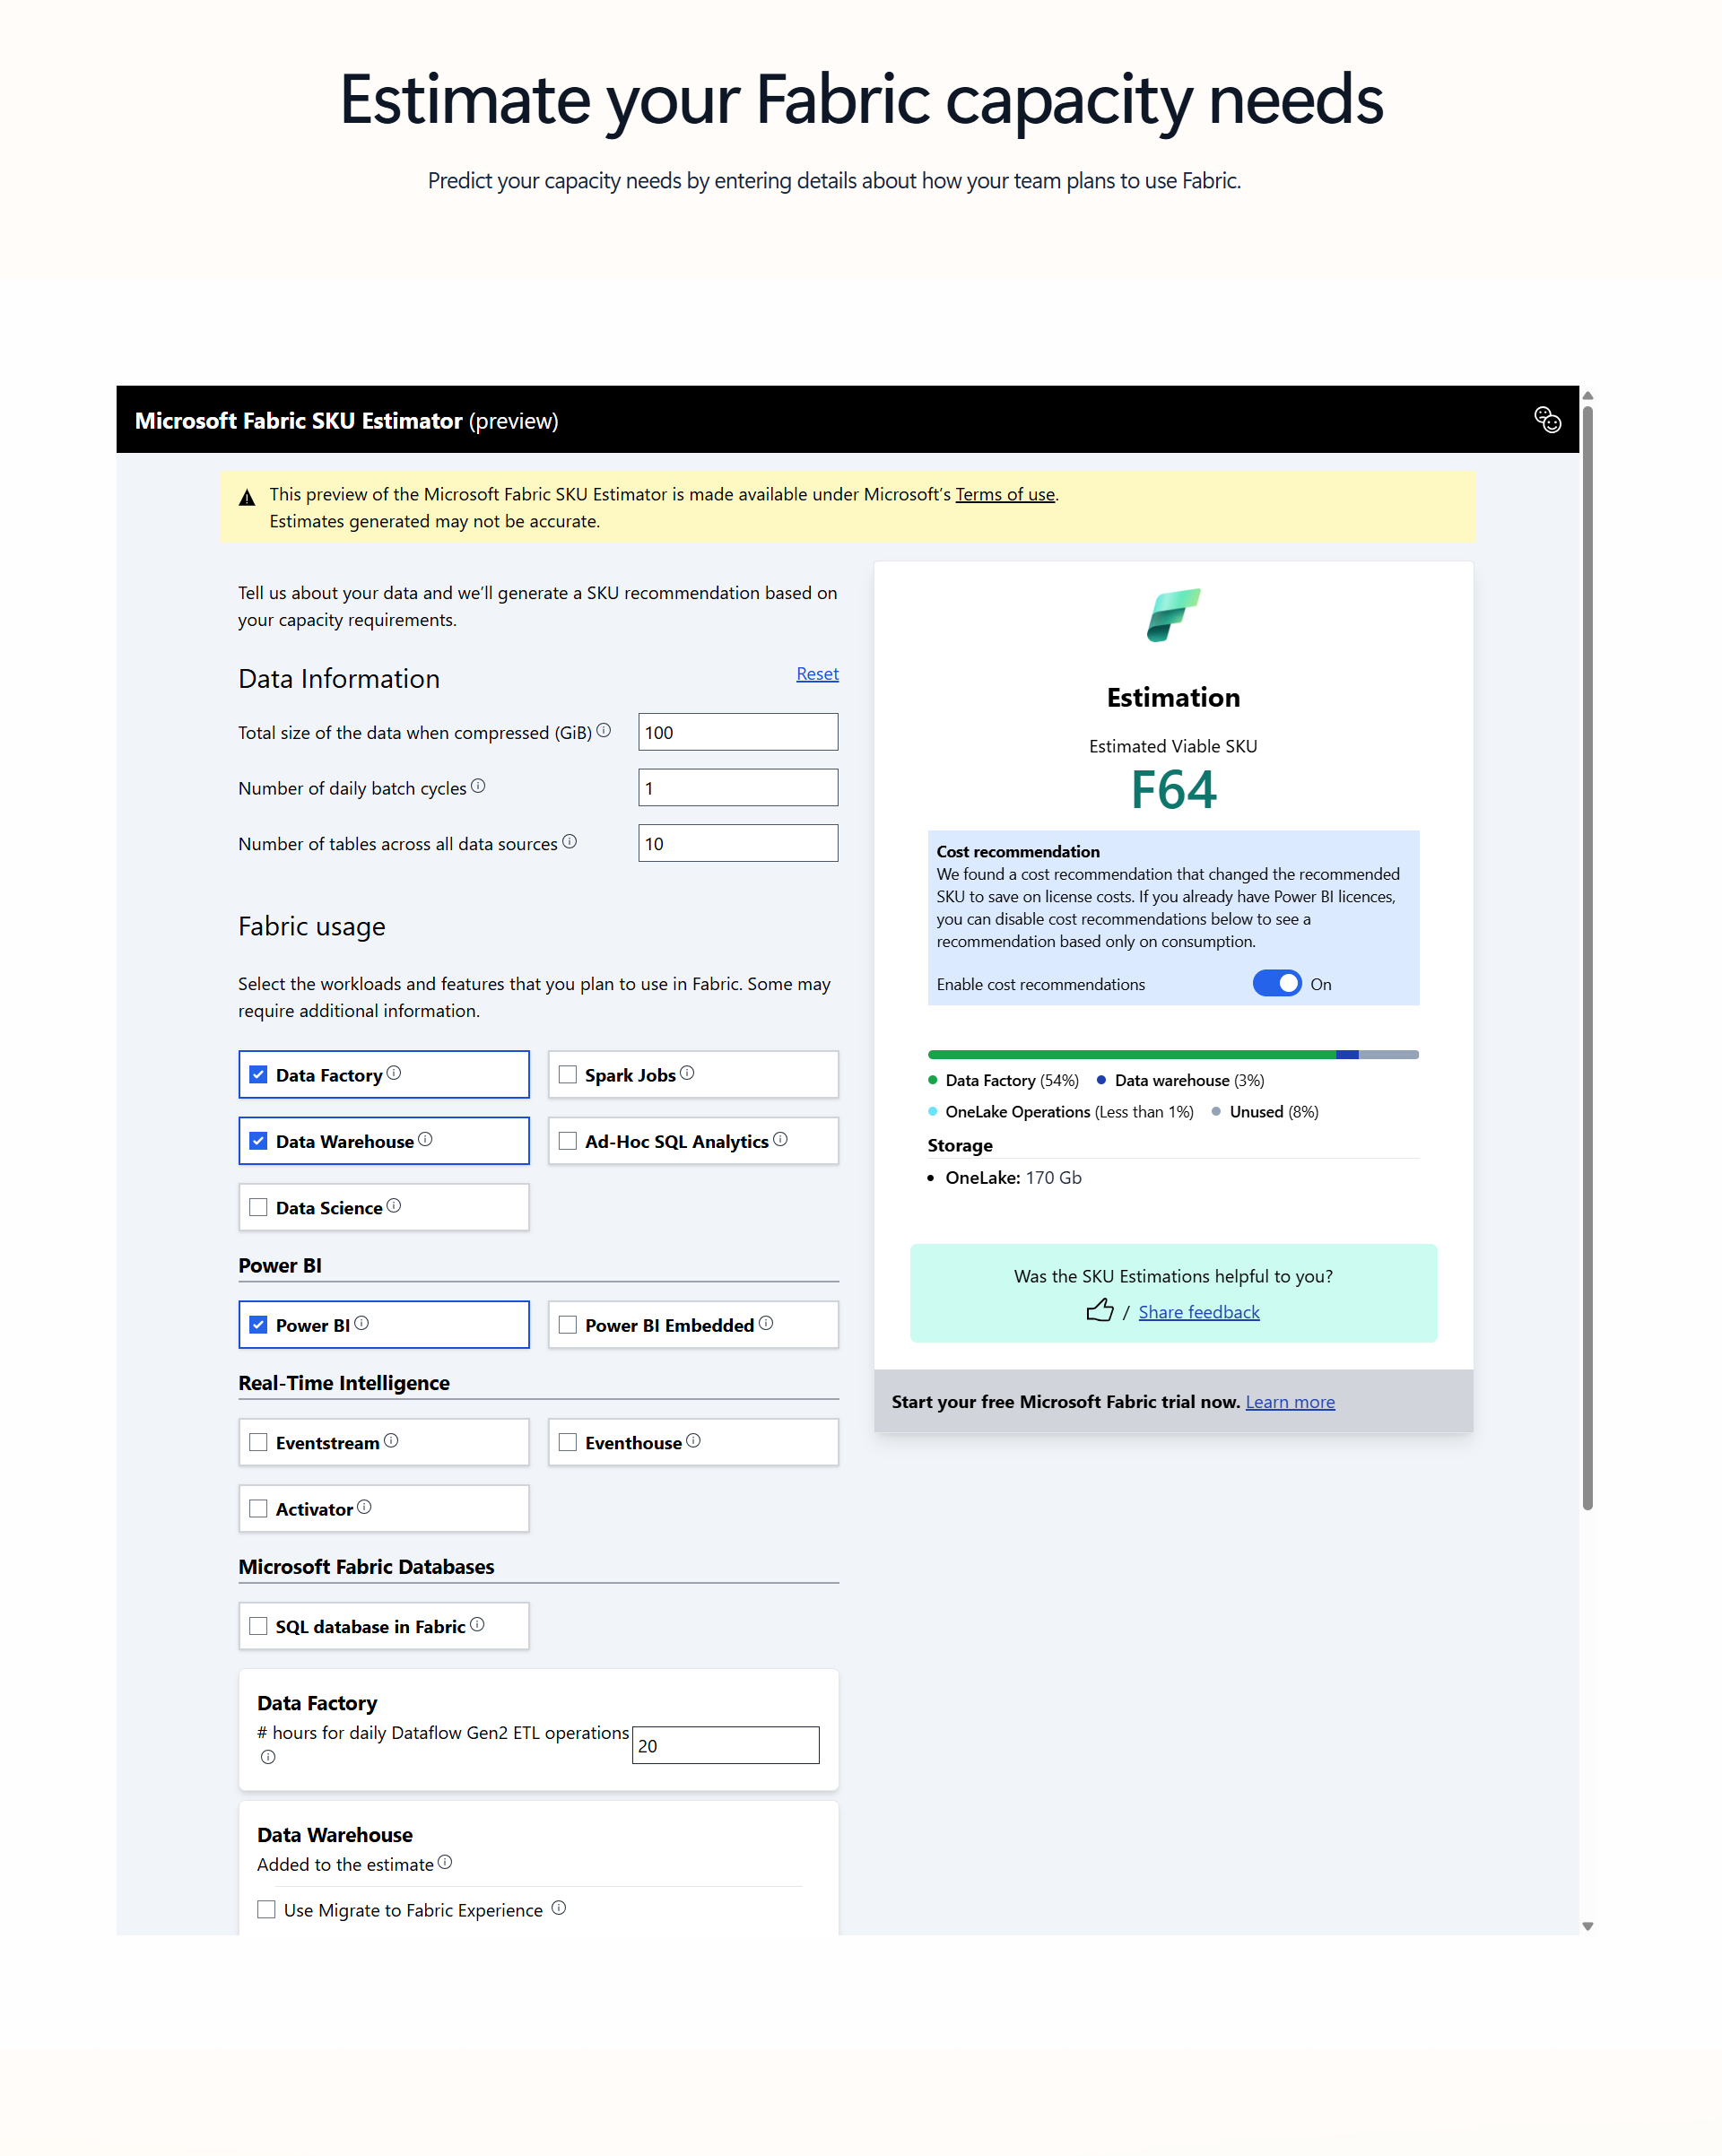 Estimate your Fabric capacity needs
Predict your capacity needs by entering details about how your team plans to use Fabric.
Microsoft Fabric SKU Estimator (preview)
This preview of the Microsoft Fabric SKU Estimator is made available under Microsoft’s Terms of use.
Estimates generated may not be accurate.
Tell us about your data and we’ll generate a SKU recommendation based on
your capacity requirements.
Data Information
Reset
Total size of the data when compressed (GiB)
100
Number of daily batch cycles
1
Number of tables across all data sources
10
Fabric usage
Select the workloads and features that you plan to use in Fabric. Some may
require additional information.
Data Factory
Spark Jobs
Data Warehouse
Ad-Hoc SQL Analytics
Data Science
Power BI
Power BI
Power BI Embedded
Real-Time Intelligence
Eventstream
Eventhouse
Activator
Microsoft Fabric Databases
SQL database in Fabric
Data Factory
# hours for daily Dataflow Gen2 ETL operations
20
Data Warehouse
Added to the estimate
Use Migrate to Fabric Experience
Estimation
Estimated Viable SKU
F64
Cost recommendation
We found a cost recommendation that changed the recommended
SKU to save on license costs. If you already have Power BI licences,
you can disable cost recommendations below to see a
recommendation based only on consumption.
Enable cost recommendations
On
Data Factory (54%)
Data warehouse (3%)
OneLake Operations (Less than 1%)
Unused (8%)
Storage
OneLake: 170 Gb
Was the SKU Estimations helpful to you?
/ Share feedback
Start your free Microsoft Fabric trial now. Learn more